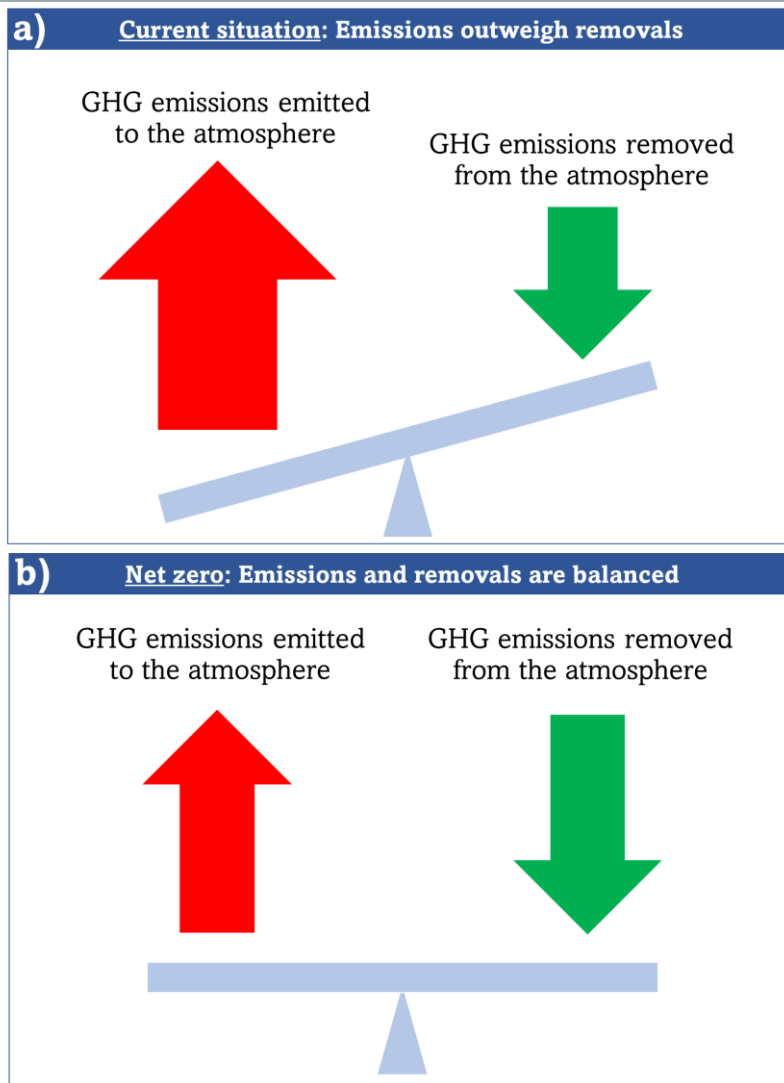 a) Current situation: Emissions outweigh removals
GHG emissions emitted
to the atmosphere
GHG emissions removed
from the atmosphere
b) Net zero: Emissions and removals are balanced
GHG emissions emitted
to the atmosphere
GHG emissions removed
from the atmosphere